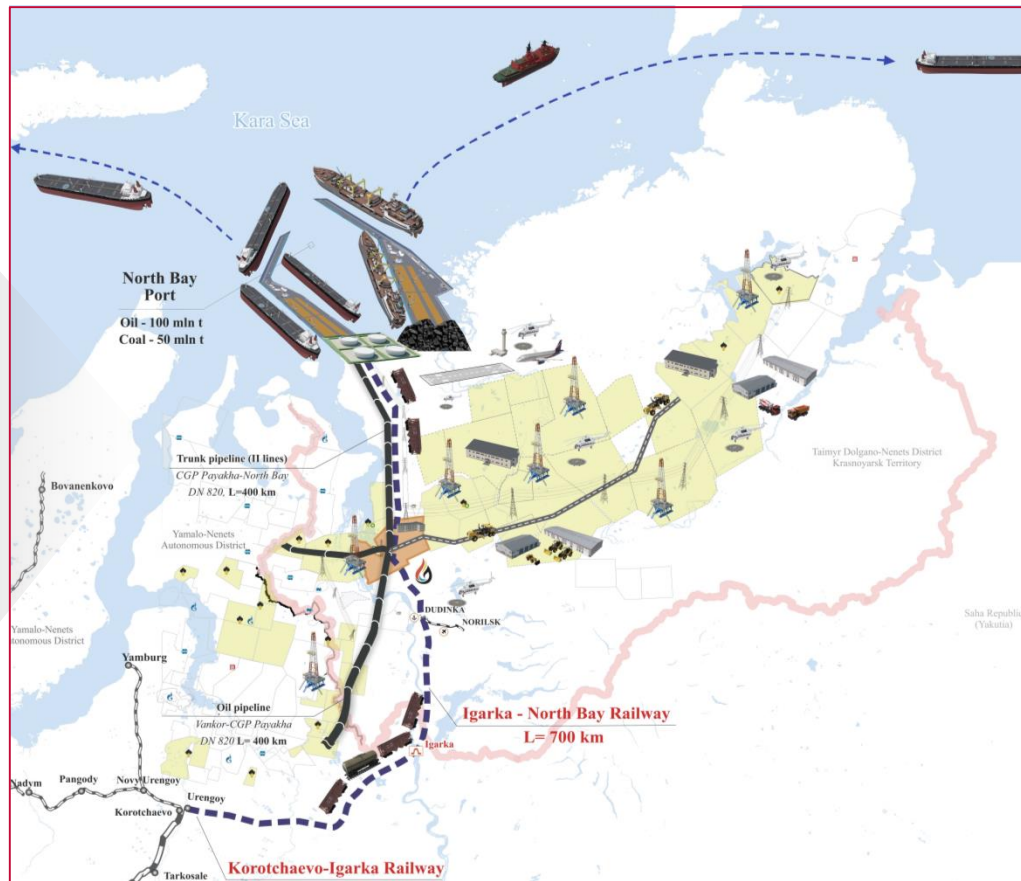 Kara Sea
North Bay
Port
Oil - 100 mln t
Coal - 50 mln t
Trunk pipeline (II lines)
CGP Payakha-North Bay
DN 820, L=400 km
Bovanenkovo
Yamalo-Nenets
Autonomous District
Taimyr Dolgano-Nenets District
Krasnoyarsk Territory
DUDINKA
NORILSK
Saha Republic
(Yakutia)
Yamalo-Nenets
tonomous District
Yamburg
Oil pipeline
Vankor-CGP Payakha
DN 820 L=400 km
Igarka - North Bay Railway
L= 700 km
Igarka
Nadym
Pangody
Novy Urengoy
Urengoy
Korotchaevo
Korotchaevo-Igarka Railway
Tarkosale